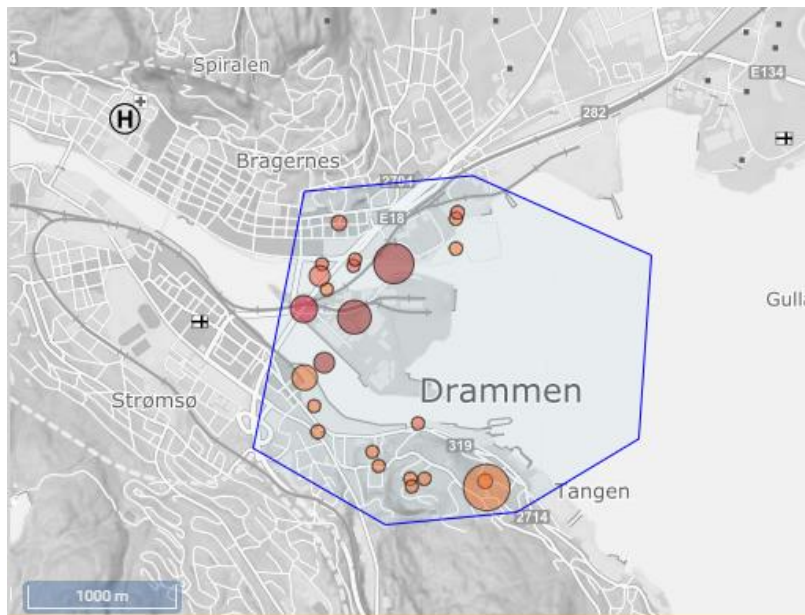 Spiralen
E134
282
H
Bragernes
2704
E18
Gulla
Drammen
Strømsø
319
Tangen
2714
1000 m